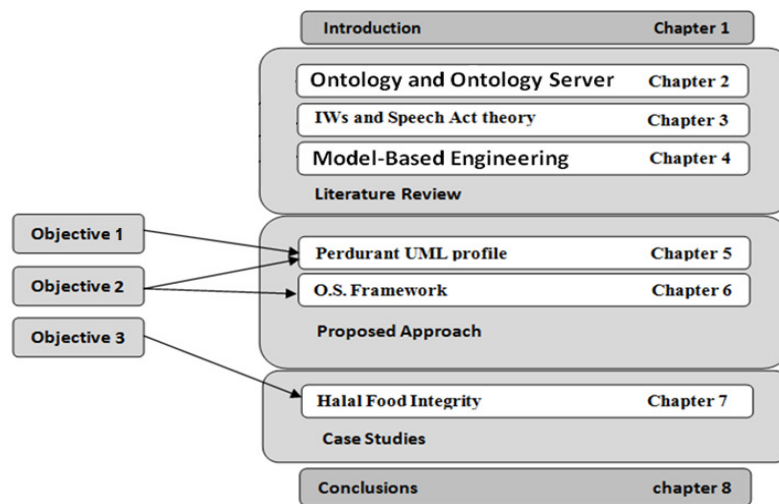 Introduction Chapter 1
Ontology and Ontology Server Chapter 2
IWs and Speech Act theory Chapter 3
Model-Based Engineering Chapter 4
Literature Review
Objective 1
Objective 2
Objective 3
Perdurant UML profile Chapter 5
O.S. Framework Chapter 6
Proposed Approach
Halal Food Integrity Chapter 7
Case Studies
Conclusions chapter 8